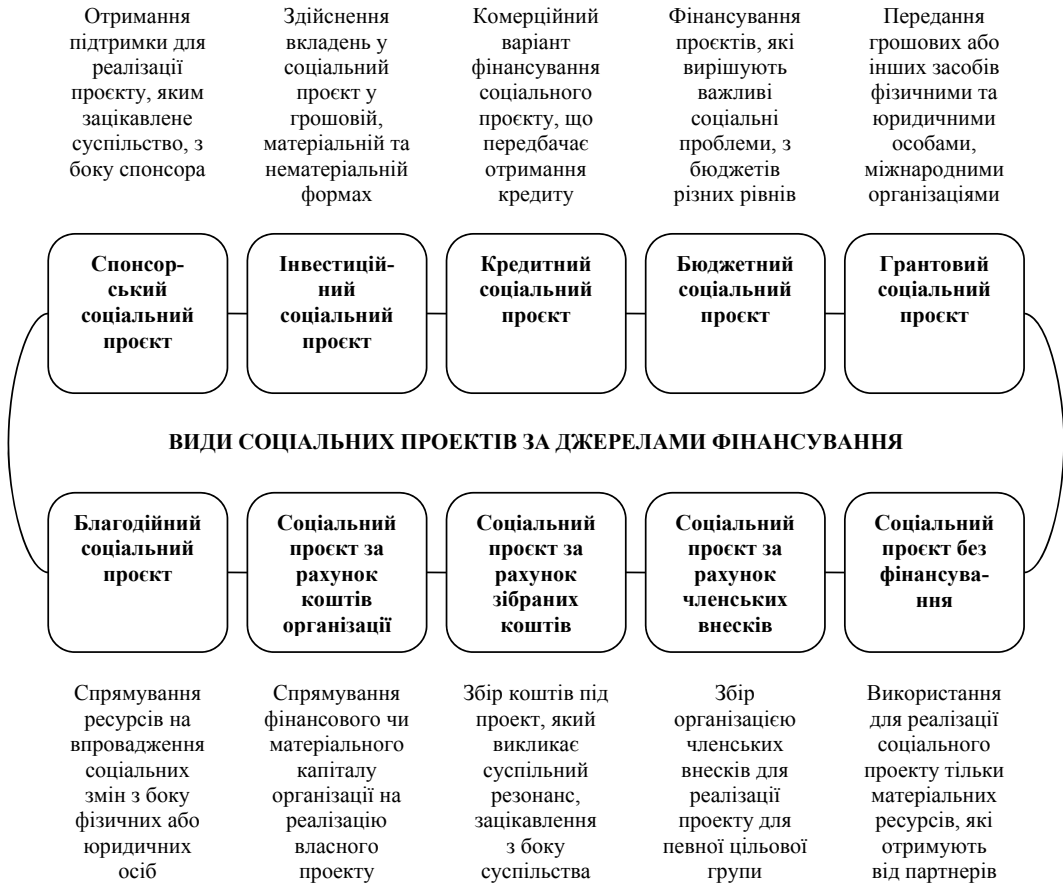 Отримання
підтримки для
реалізації
проєкту, яким
зацікавлене
суспільство, з
боку спонсора
Здійснення
вкладень у
соціальний
проєкт у
грошовій,
матеріальній та
нематеріальній
формах
Комерційний
варіант
фінансування
соціального
проєкту, що
передбачає
отримання
кредиту
Фінансування
проєктів, які
вирішують
важливі
соціальні
проблеми, з
бюджетів
різних рівнів
Передання
грошових або
інших засобів
фізичними та
юридичними
особами,
міжнародними
організаціями
Спонсор-
ський
соціальний
проєкт
Інвестицій-
ний
соціальний
проєкт
Кредитний
соціальний
проєкт
Бюджетний
соціальний
проєкт
Грантовий
соціальний
проєкт
ВИДИ СОЦІАЛЬНИХ ПРОЕКТІВ ЗА ДЖЕРЕЛАМИ ФІНАНСУВАННЯ
Благодійний
соціальний
проєкт
Соціальний
проєкт за
рахунок
коштів
організації
Соціальний
проєкт за
рахунок
зібраних
коштів
Соціальний
проєкт за
рахунок
членських
внесків
Соціальний
проєкт без
фінансува-
ння
Спрямування
ресурсів на
впровадження
соціальних
змін з боку
фізичних або
юридичних
осіб
Спрямування
фінансового чи
матеріального
капіталу
організації на
реалізацію
власного
проекту
Збір коштів під
проект, який
викликає
суспільний
резонанс,
зацікавлення
з боку
суспільства
Збір
організацією
членських
внесків для
реалізації
проекту для
певної цільової
групи
Використання
для реалізації
соціального
проекту тільки
матеріальних
ресурсів, які
отримують
від партнерів